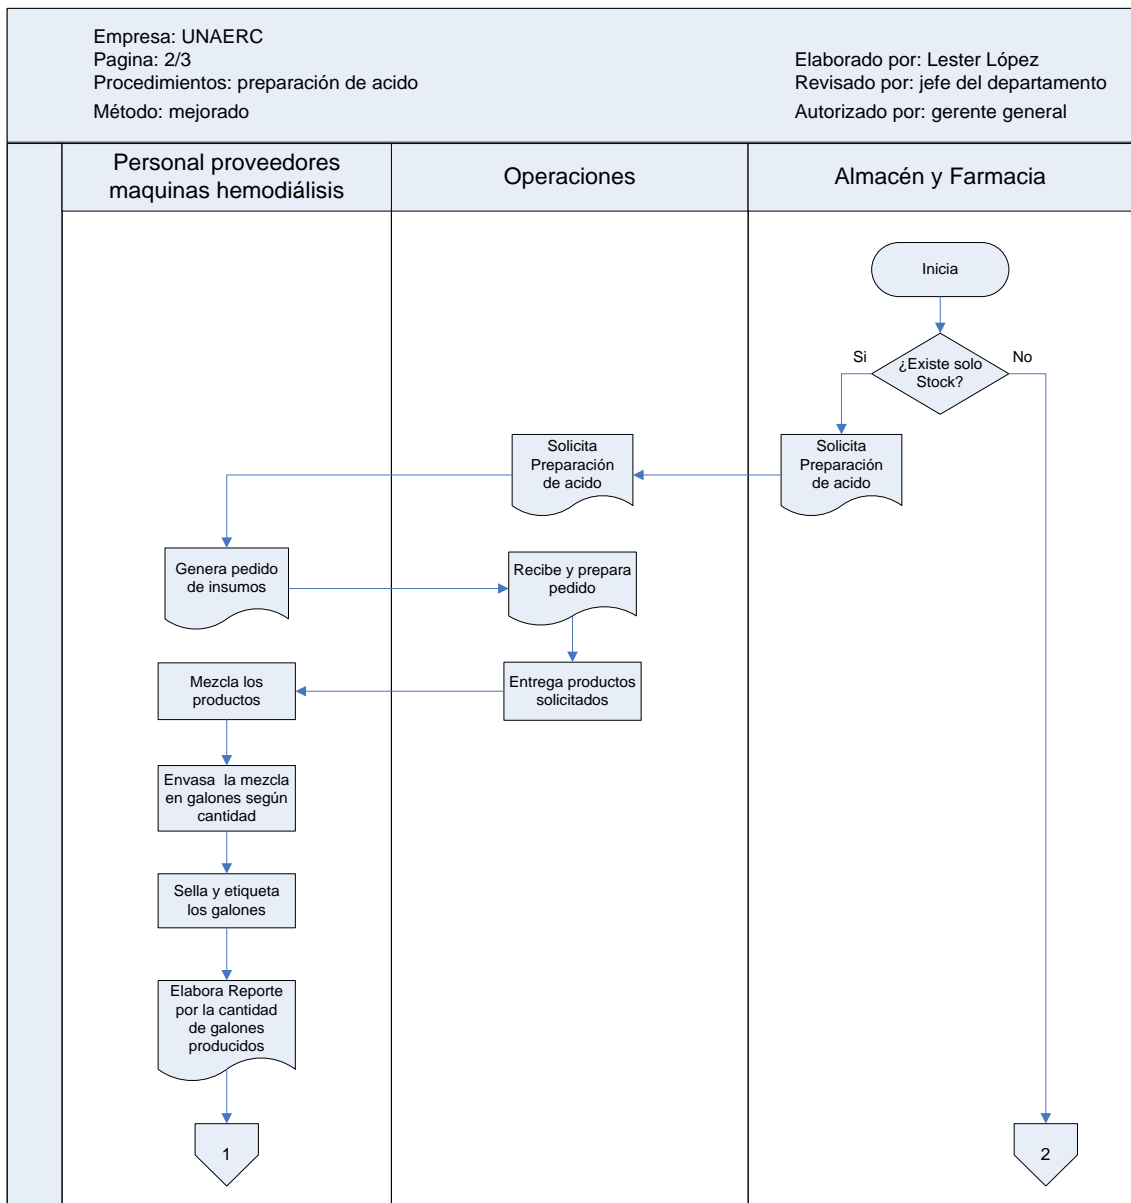 Empresa: UNAERC
Pagina: 2/3
Procedimientos: preparación de acido
Método: mejorado
Elaborado por: Lester López
Revisado por: jefe del departamento
Autorizado por: gerente general
Personal proveedores
maquinas hemodiálisis
Operaciones
Almacén y Farmacia
Inicia
¿Existe solo
Stock?
Si
No
Solicita
Preparación
de acido
Solicita
Preparación
de acido
Genera pedido
de insumos
Recibe y prepara
pedido
Entrega productos
solicitados
Mezcla los
productos
Envasa la mezcla
en galones según
cantidad
Sella y etiqueta
los galones
Elabora Reporte
por la cantidad
de galones
producidos
1
2